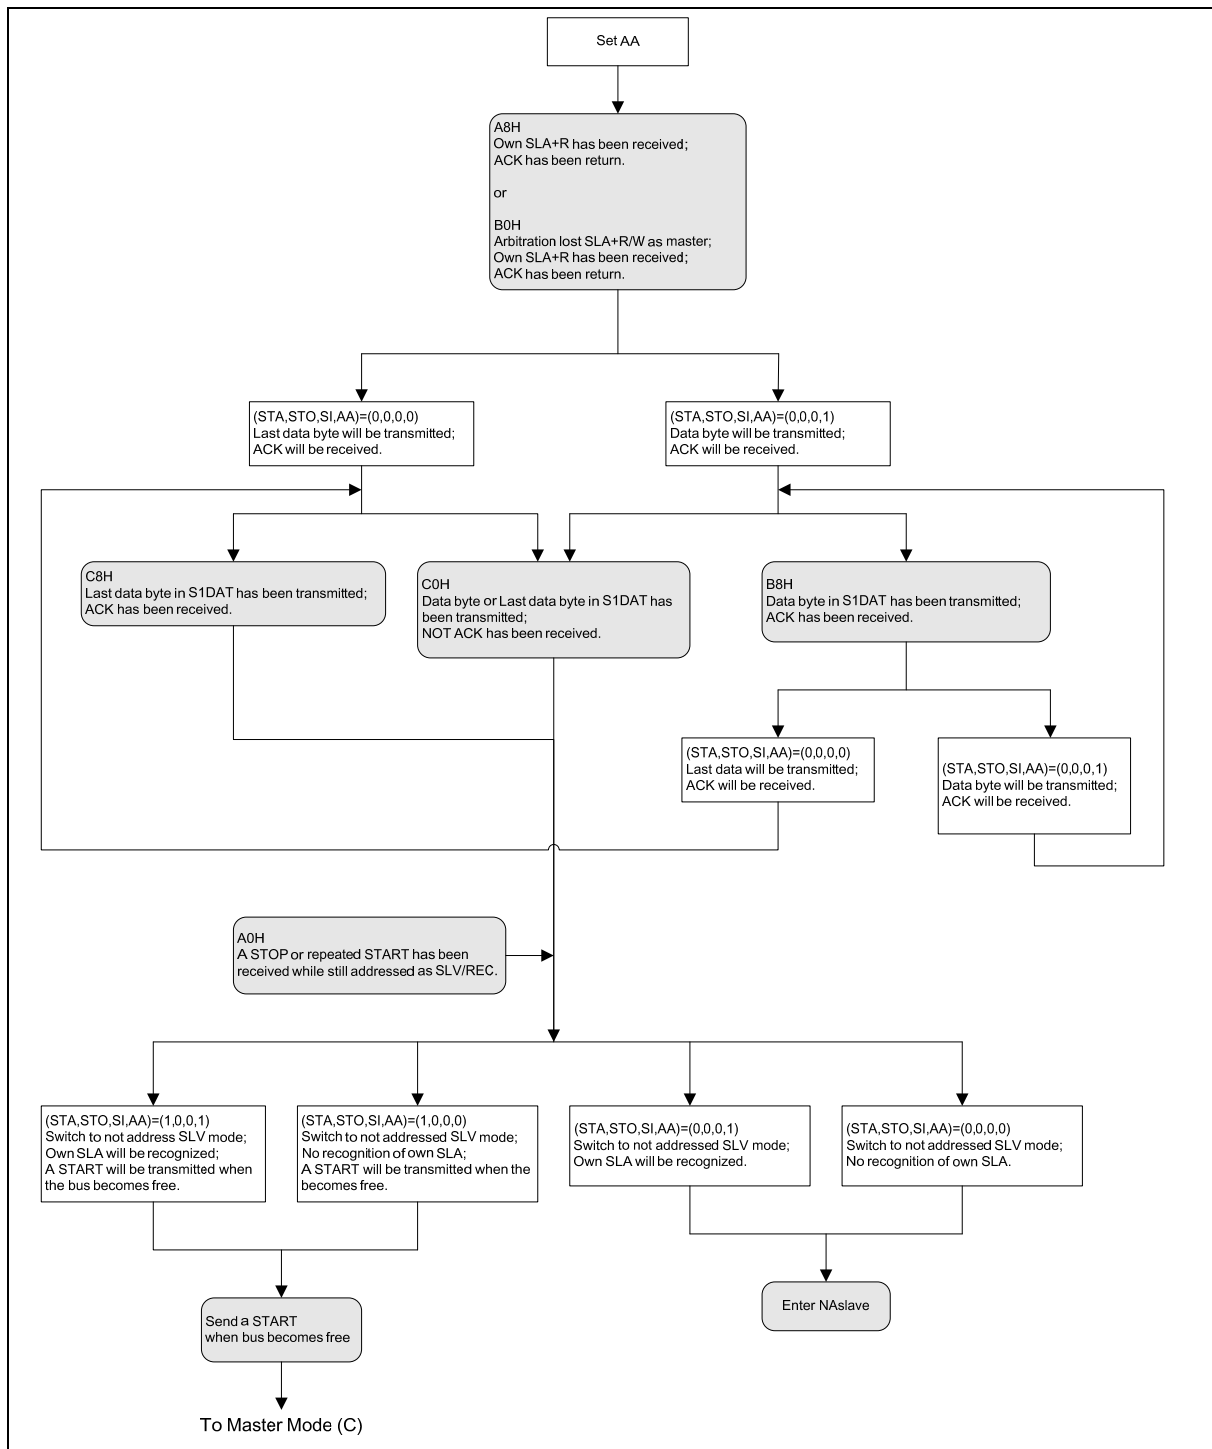 Set AA
A8H
Own SLA+R has been received;
ACK has been return.
or
B0H
Arbitration lost SLA+R/W as master;
Own SLA+R has been received;
ACK has been return.
(STA,STO,SI,AA)=(0,0,0,0)
Last data byte will be transmitted;
ACK will be received.
(STA,STO,SI,AA)=(0,0,0,1)
Data byte will be transmitted;
ACK will be received.
C8H
Last data byte in S1DAT has been transmitted;
ACK has been received.
C0H
Data byte or Last data byte in S1DAT has
been transmitted;
NOT ACK has been received.
B8H
Data byte in S1DAT has been transmitted;
ACK has been received.
(STA,STO,SI,AA)=(0,0,0,0)
Last data will be transmitted;
ACK will be received.
(STA,STO,SI,AA)=(0,0,0,1)
Data byte will be transmitted;
ACK will be received.
A0H
A STOP or repeated START has been
received while still addressed as SLV/REC.
(STA,STO,SI,AA)=(1,0,0,1)
Switch to not address SLV mode;
Own SLA will be recognized;
A START will be transmitted when
the bus becomes free.
(STA,STO,SI,AA)=(1,0,0,0)
Switch to not addressed SLV mode;
No recognition of own SLA;
A START will be transmitted when the
becomes free.
(STA,STO,SI,AA)=(0,0,0,1)
Switch to not addressed SLV mode;
Own SLA will be recognized.
(STA,STO,SI,AA)=(0,0,0,0)
Switch to not addressed SLV mode;
No recognition of own SLA.
Send a START
when bus becomes free
Enter NAslave
To Master Mode (C)